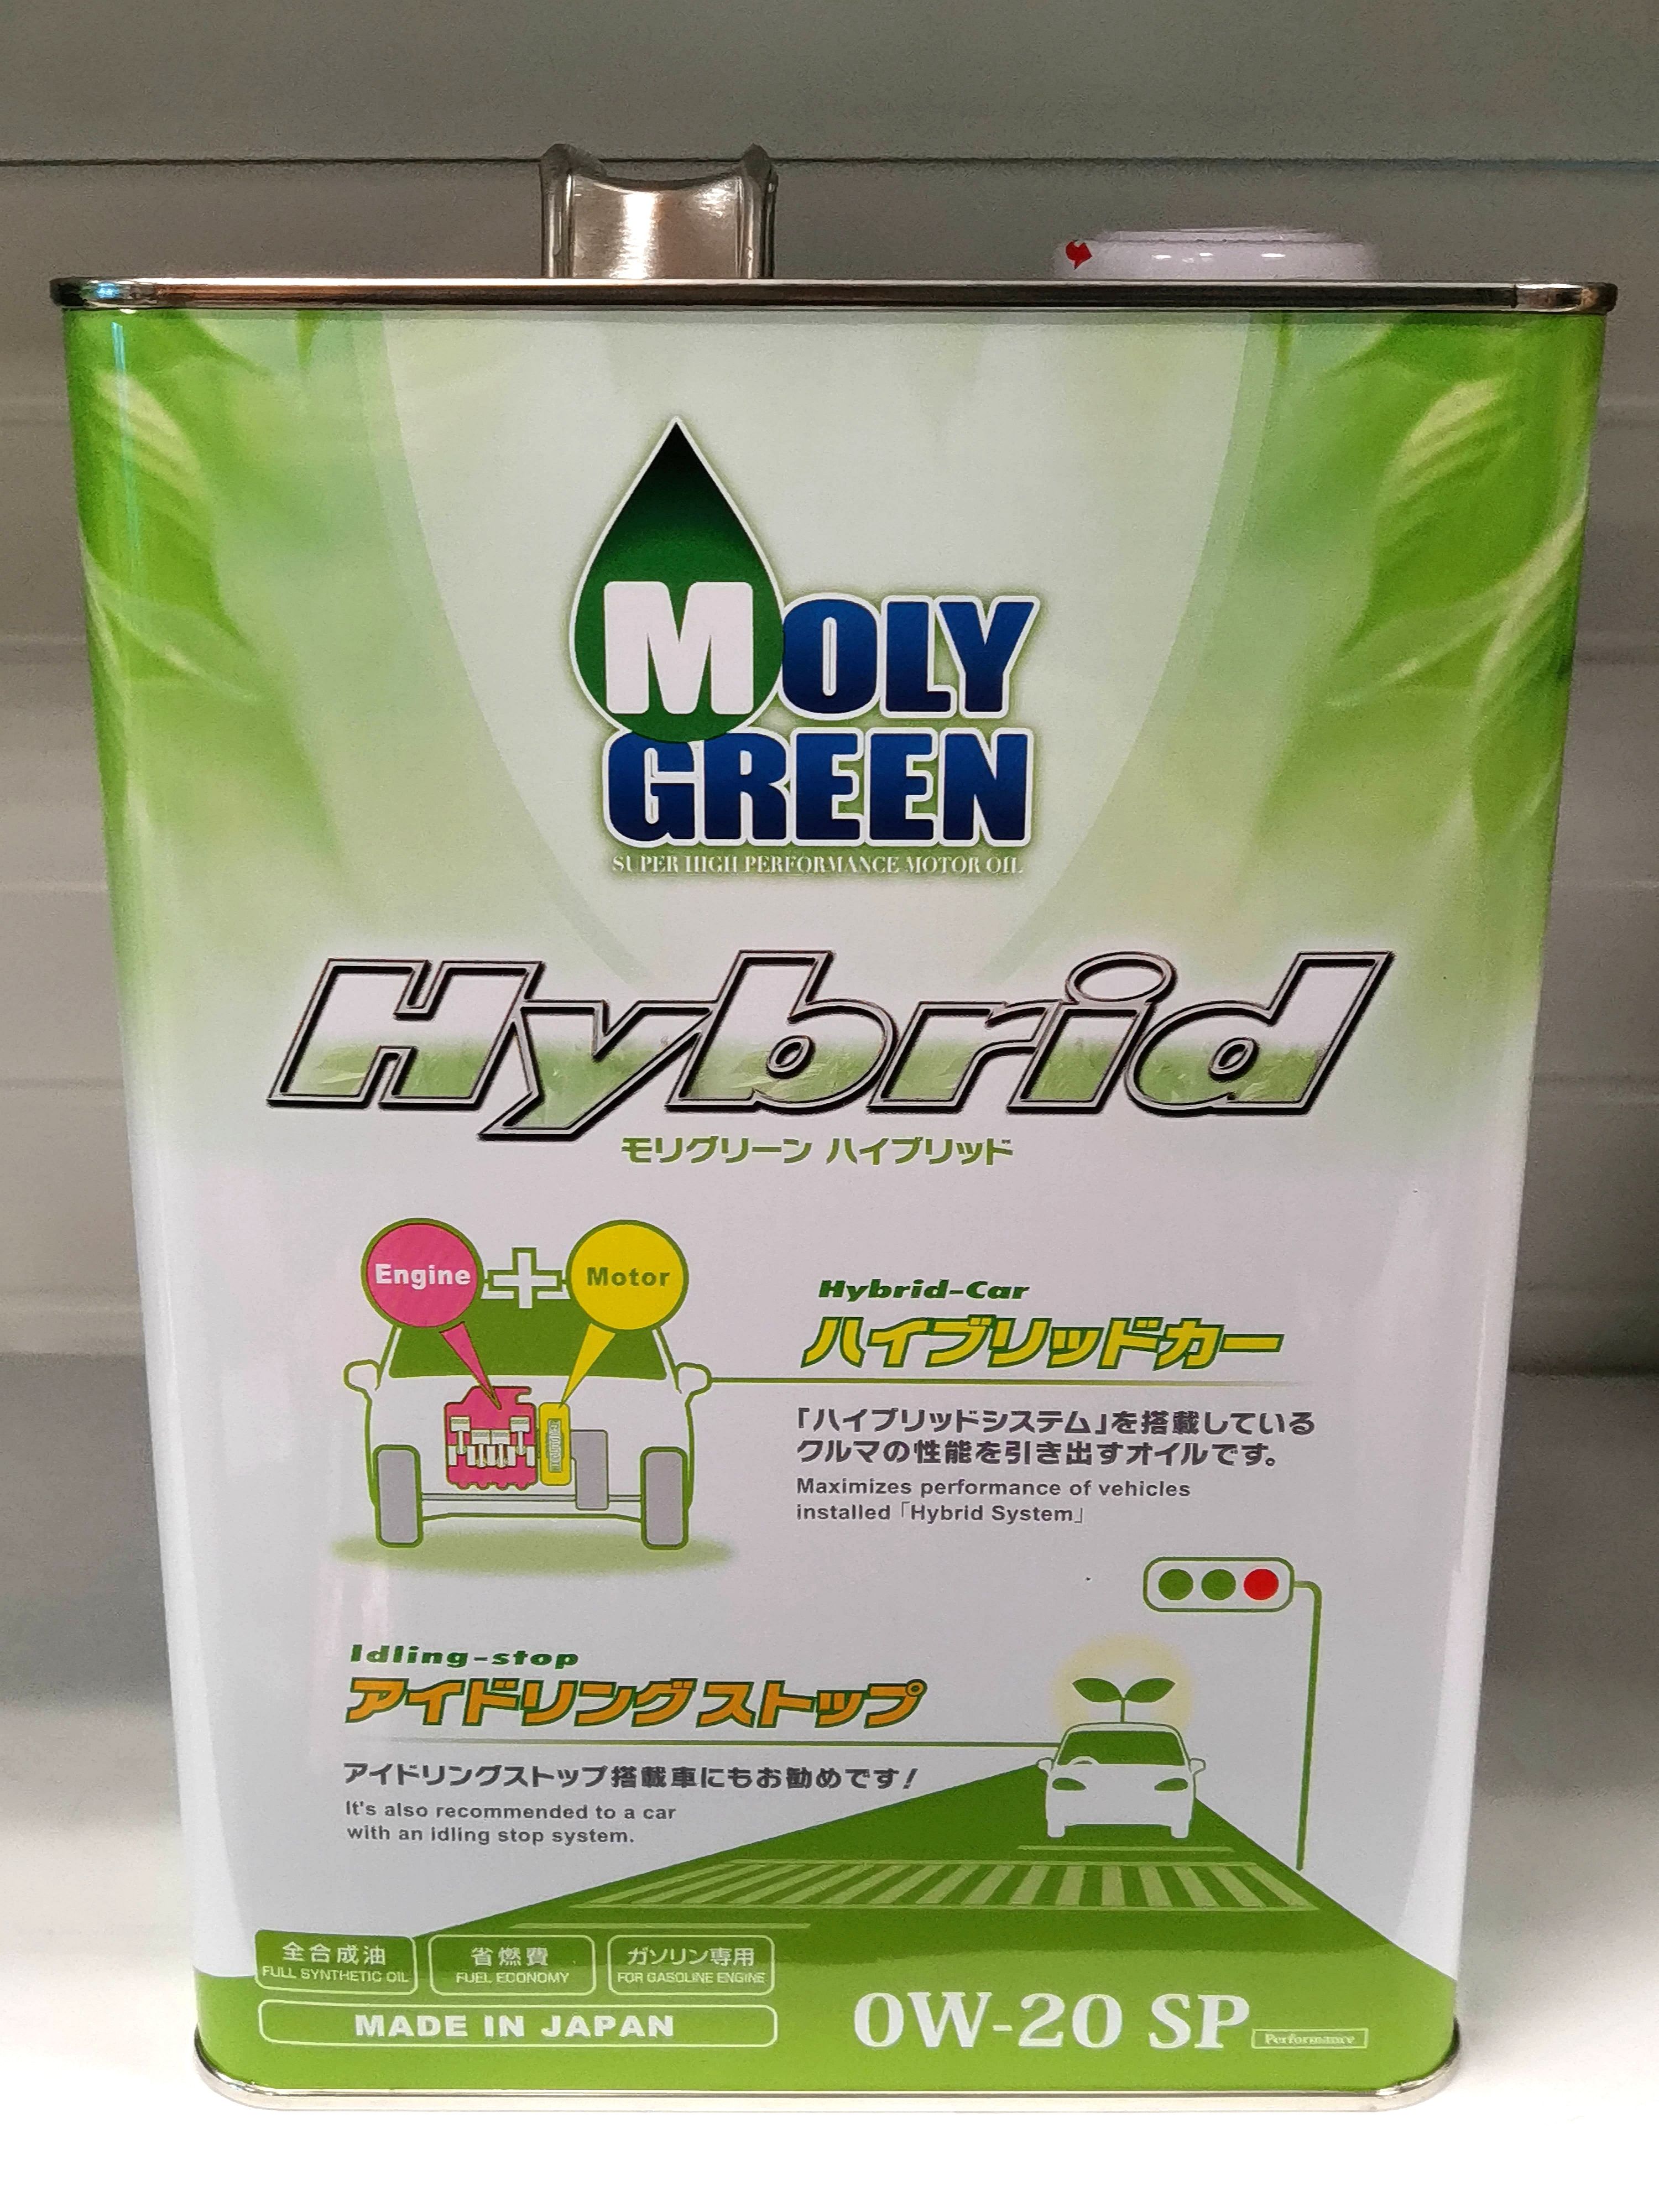 MOLY
GREEN
SUPER HIGH PERFORMANCE MOTOR OIL
Hybrid
モリグリーン ハイブリッド
Engine + Motor
Hybrid-Car
ハイブリッドカー
「ハイブリッドシステム」を搭載している
クルマの性能を引き出すオイルです。
Maximizes performance of vehicles
installed「Hybrid System」
Idling-stop
アイドリングストップ
アイドリングストップ搭載車にもお勧めです!
It's also recommended to a car
with an idling stop system.
全合成油 省燃費 ガソリン専用
FULL SYNTHETIC OIL FUEL ECONOMY FOR GASOLINE ENGINE
MADE IN JAPAN
0W-20 SP Performance